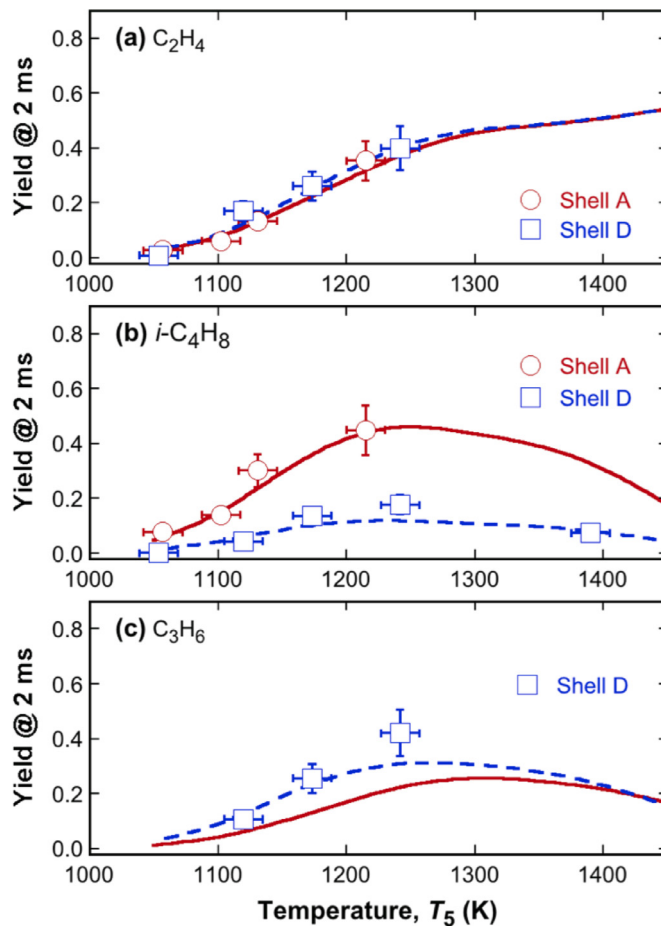 (a) C2H4
Yield @ 2 ms
0.8
0.6
0.4
0.2
0.0
Shell A
Shell D
1000 1100 1200 1300 1400
(b) i-C4H8
Yield @ 2 ms
0.8
0.6
0.4
0.2
0.0
Shell A
Shell D
1000 1100 1200 1300 1400
(c) C3H6
Yield @ 2 ms
0.8
0.6
0.4
0.2
0.0
Shell D
1000 1100 1200 1300 1400
Temperature, T5 (K)